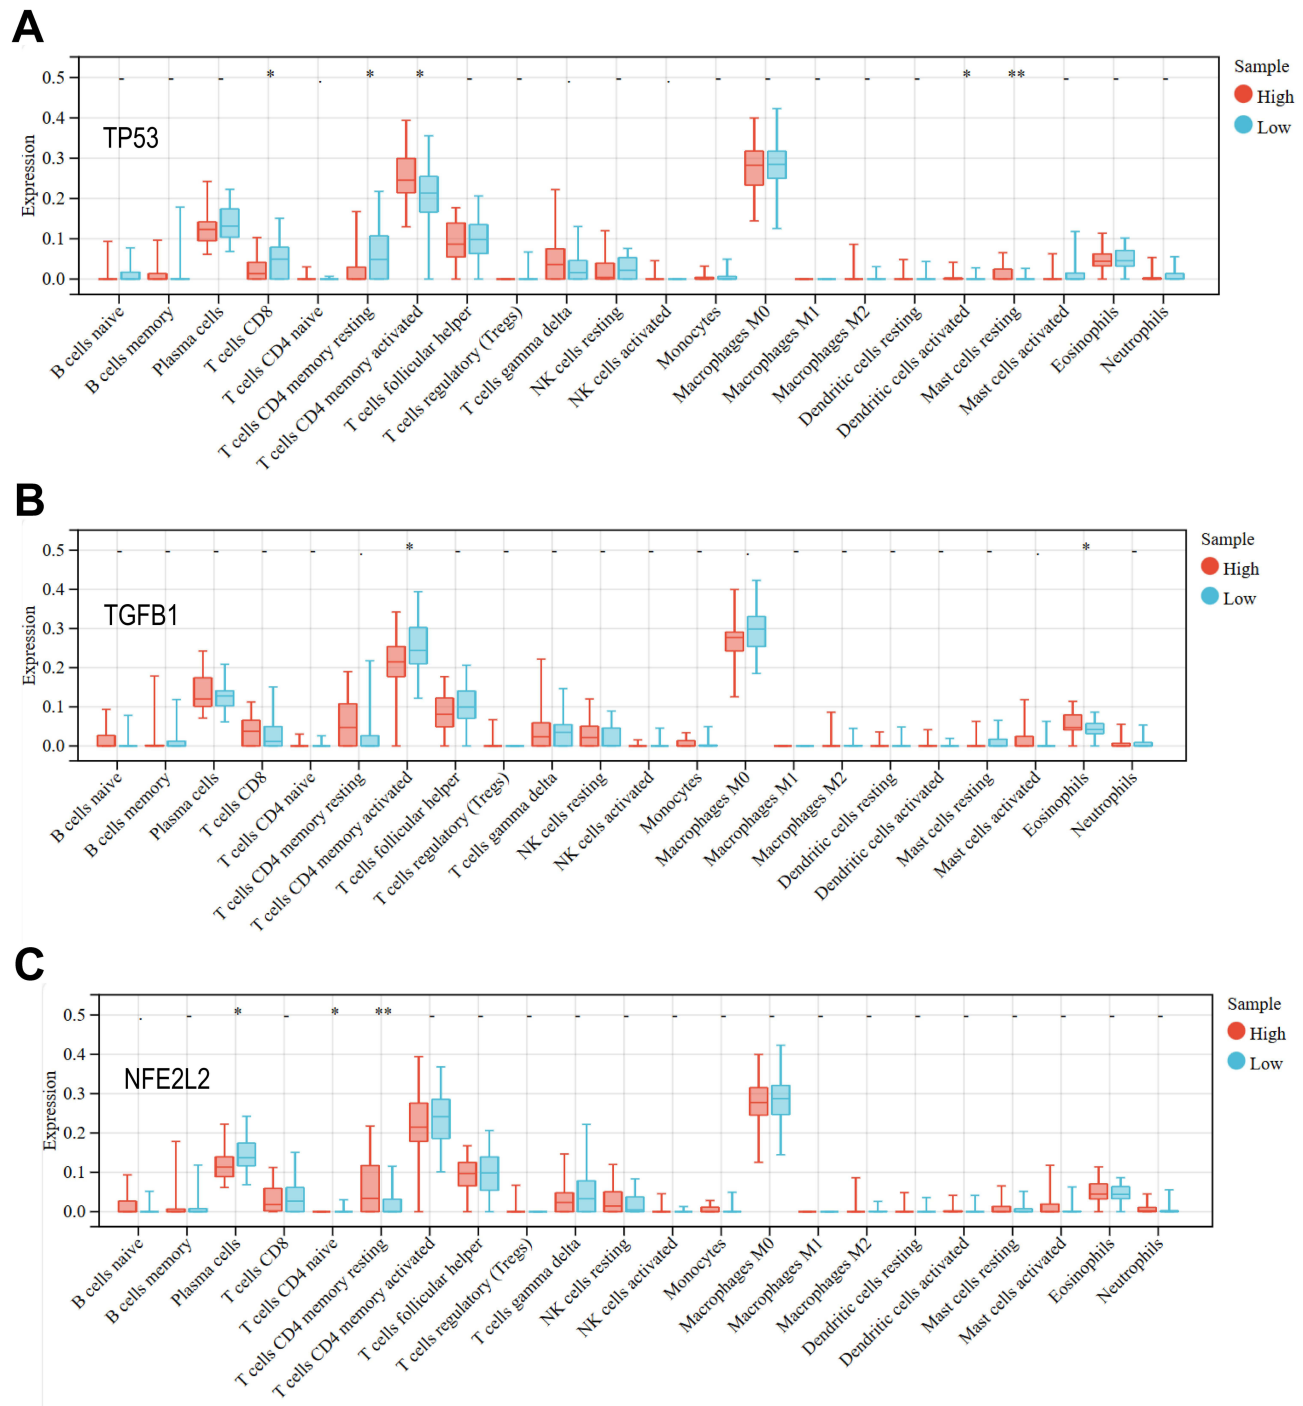 A
- - - * . * * - - . - . - - - - - * ** - - -
Sample
High
Low
TP53
Expression
0.5
0.4
0.3
0.2
0.1
0.0
B cells naive
B cells memory
Plasma cells
T cells CD8
T cells CD4 naive
T cells CD4 memory resting
T cells CD4 memory activated
T cells follicular helper
T cells regulatory (Tregs)
T cells gamma delta
NK cells resting
NK cells activated
Monocytes
Macrophages M0
Macrophages M1
Macrophages M2
Dendritic cells resting
Dendritic cells activated
Mast cells resting
Mast cells activated
Eosinophils
Neutrophils
B
- - - - - . * - - - - - - . - - - - - . * -
Sample
High
Low
TGFB1
Expression
0.5
0.4
0.3
0.2
0.1
0.0
B cells naive
B cells memory
Plasma cells
T cells CD8
T cells CD4 naive
T cells CD4 memory resting
T cells CD4 memory activated
T cells follicular helper
T cells regulatory (Tregs)
T cells gamma delta
NK cells resting
NK cells activated
Monocytes
Macrophages M0
Macrophages M1
Macrophages M2
Dendritic cells resting
Dendritic cells activated
Mast cells resting
Mast cells activated
Eosinophils
Neutrophils
C
. - * - * ** - - - - - - - - - - - - - - - -
Sample
High
Low
NFE2L2
Expression
0.5
0.4
0.3
0.2
0.1
0.0
B cells naive
B cells memory
Plasma cells
T cells CD8
T cells CD4 naive
T cells CD4 memory resting
T cells CD4 memory activated
T cells follicular helper
T cells regulatory (Tregs)
T cells gamma delta
NK cells resting
NK cells activated
Monocytes
Macrophages M0
Macrophages M1
Macrophages M2
Dendritic cells resting
Dendritic cells activated
Mast cells resting
Mast cells activated
Eosinophils
Neutrophils